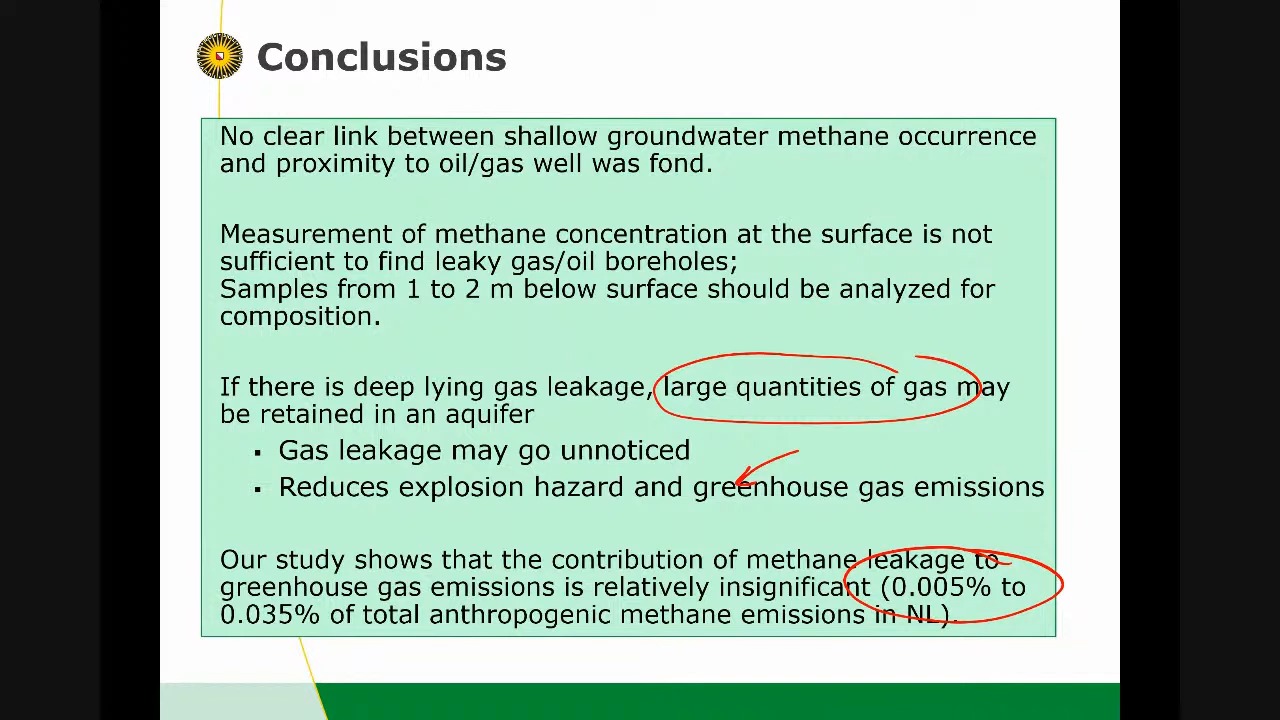 Conclusions
No clear link between shallow groundwater methane occurrence
and proximity to oil/gas well was fond.
Measurement of methane concentration at the surface is not
sufficient to find leaky gas/oil boreholes;
Samples from 1 to 2 m below surface should be analyzed for
composition.
If there is deep lying gas leakage, large quantities of gas may
be retained in an aquifer
▪ Gas leakage may go unnoticed
▪ Reduces explosion hazard and greenhouse gas emissions
Our study shows that the contribution of methane leakage to
greenhouse gas emissions is relatively insignificant (0.005% to
0.035% of total anthropogenic methane emissions in NL).